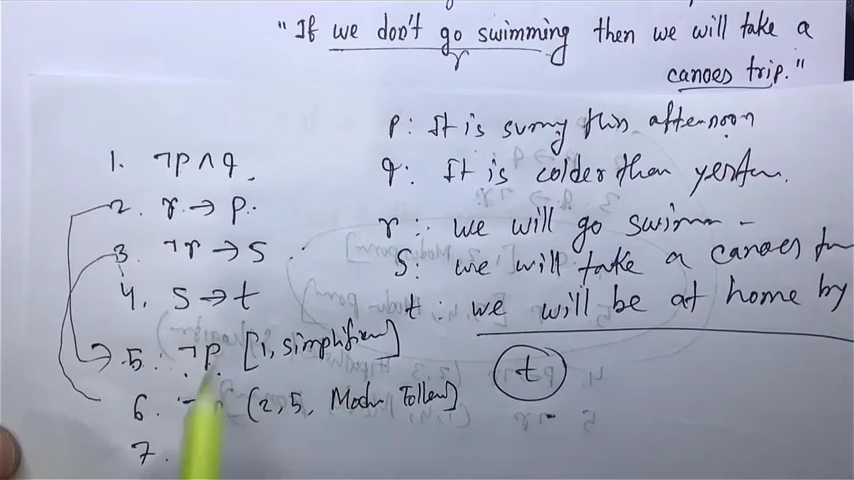 "If we don't go swimming then we will take a
r
canoes trip."
p: It is sunny this afternoon
1. ¬p ∧ q.
q: It is colder than
2. r → p.
r: we will go swimm
3 ¬r → s
s: we will take a canoes
4. s → t
t: we will be at home by
5. ¬p [1, simplification]
t
6. (2, 5, Modus Tollens]
7.